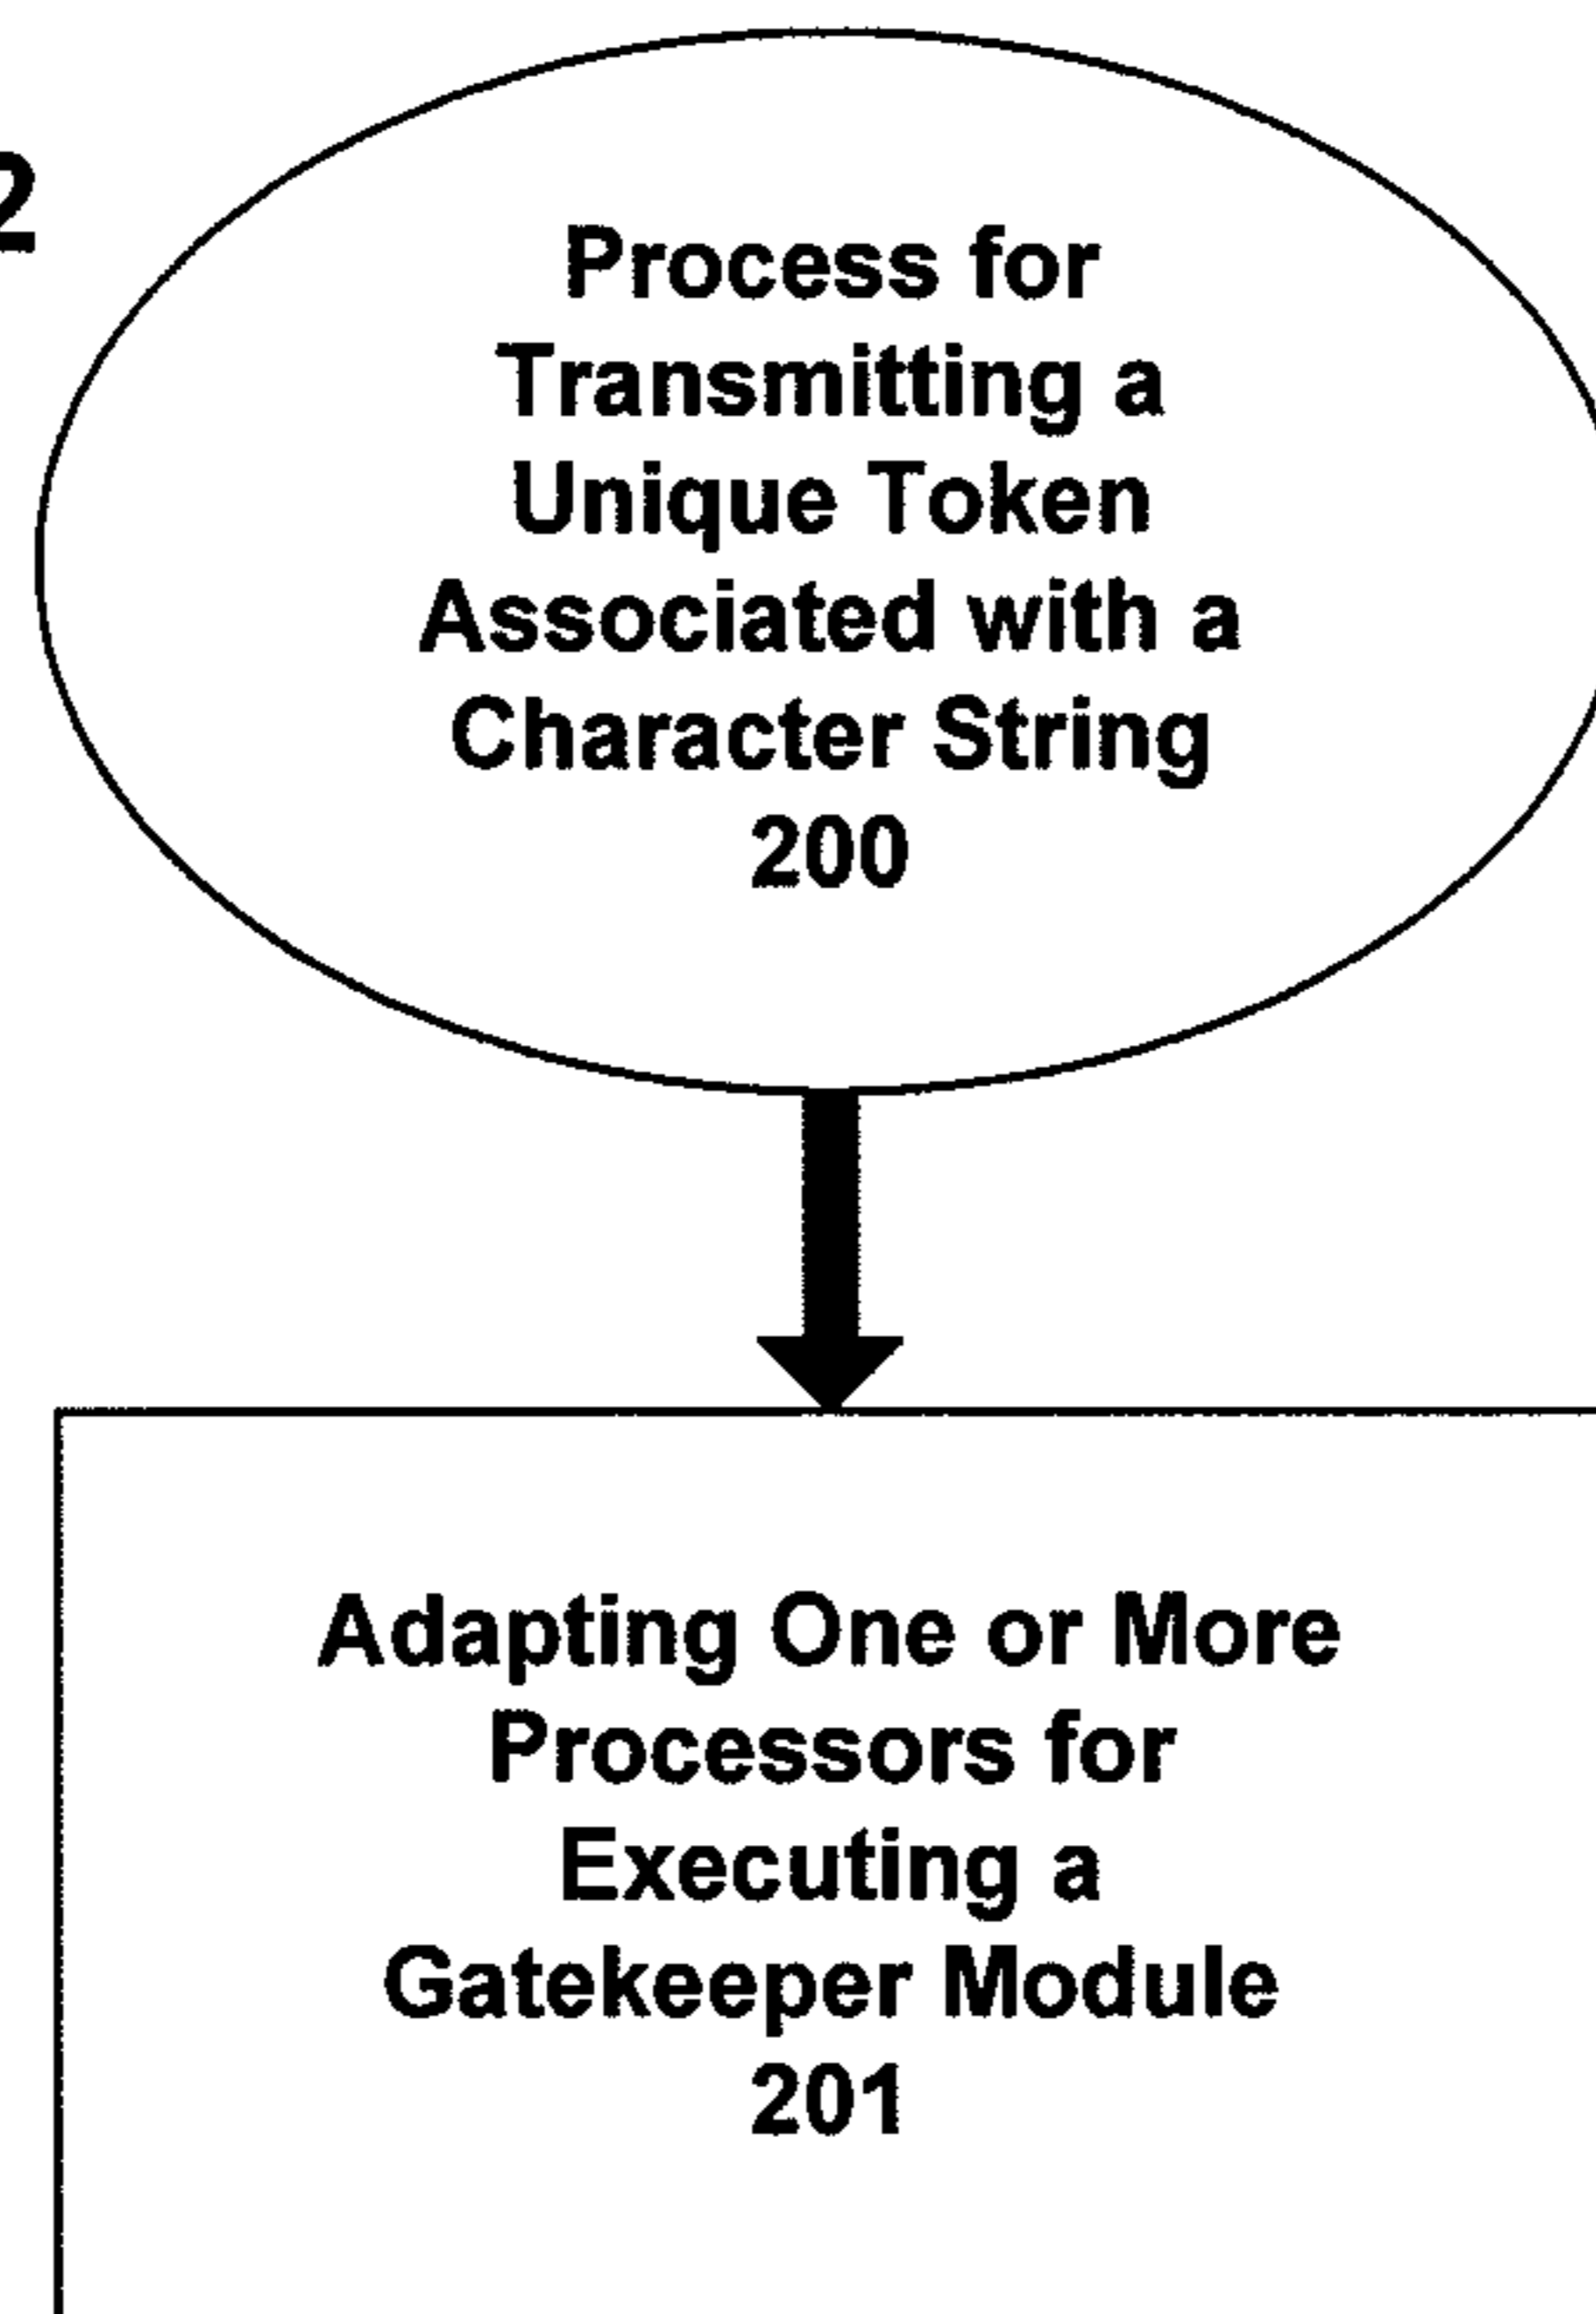 2
Process for
Transmitting a
Unique Token
Associated with a
Character String
200
Adapting One or More
Processors for
Executing a
Gatekeeper Module
201